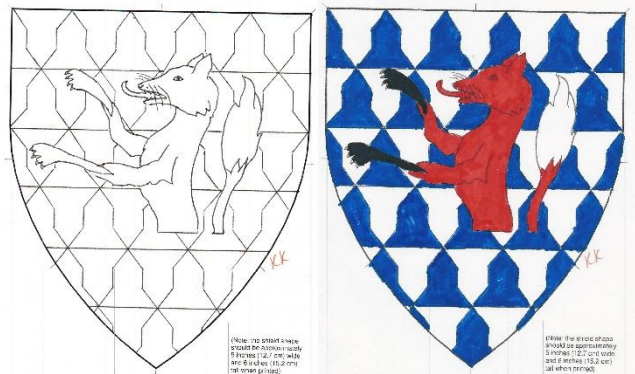 KK
(Note: the shield shape
should be approximately
5 inches (12.7 cm) wide
and 6 inches (15.2 cm)
tall when printed)
KK
(Note: the shield shape
should be approximately
5 inches (12.7 cm) wide
and 6 inches (15.2 cm)
tall when printed)